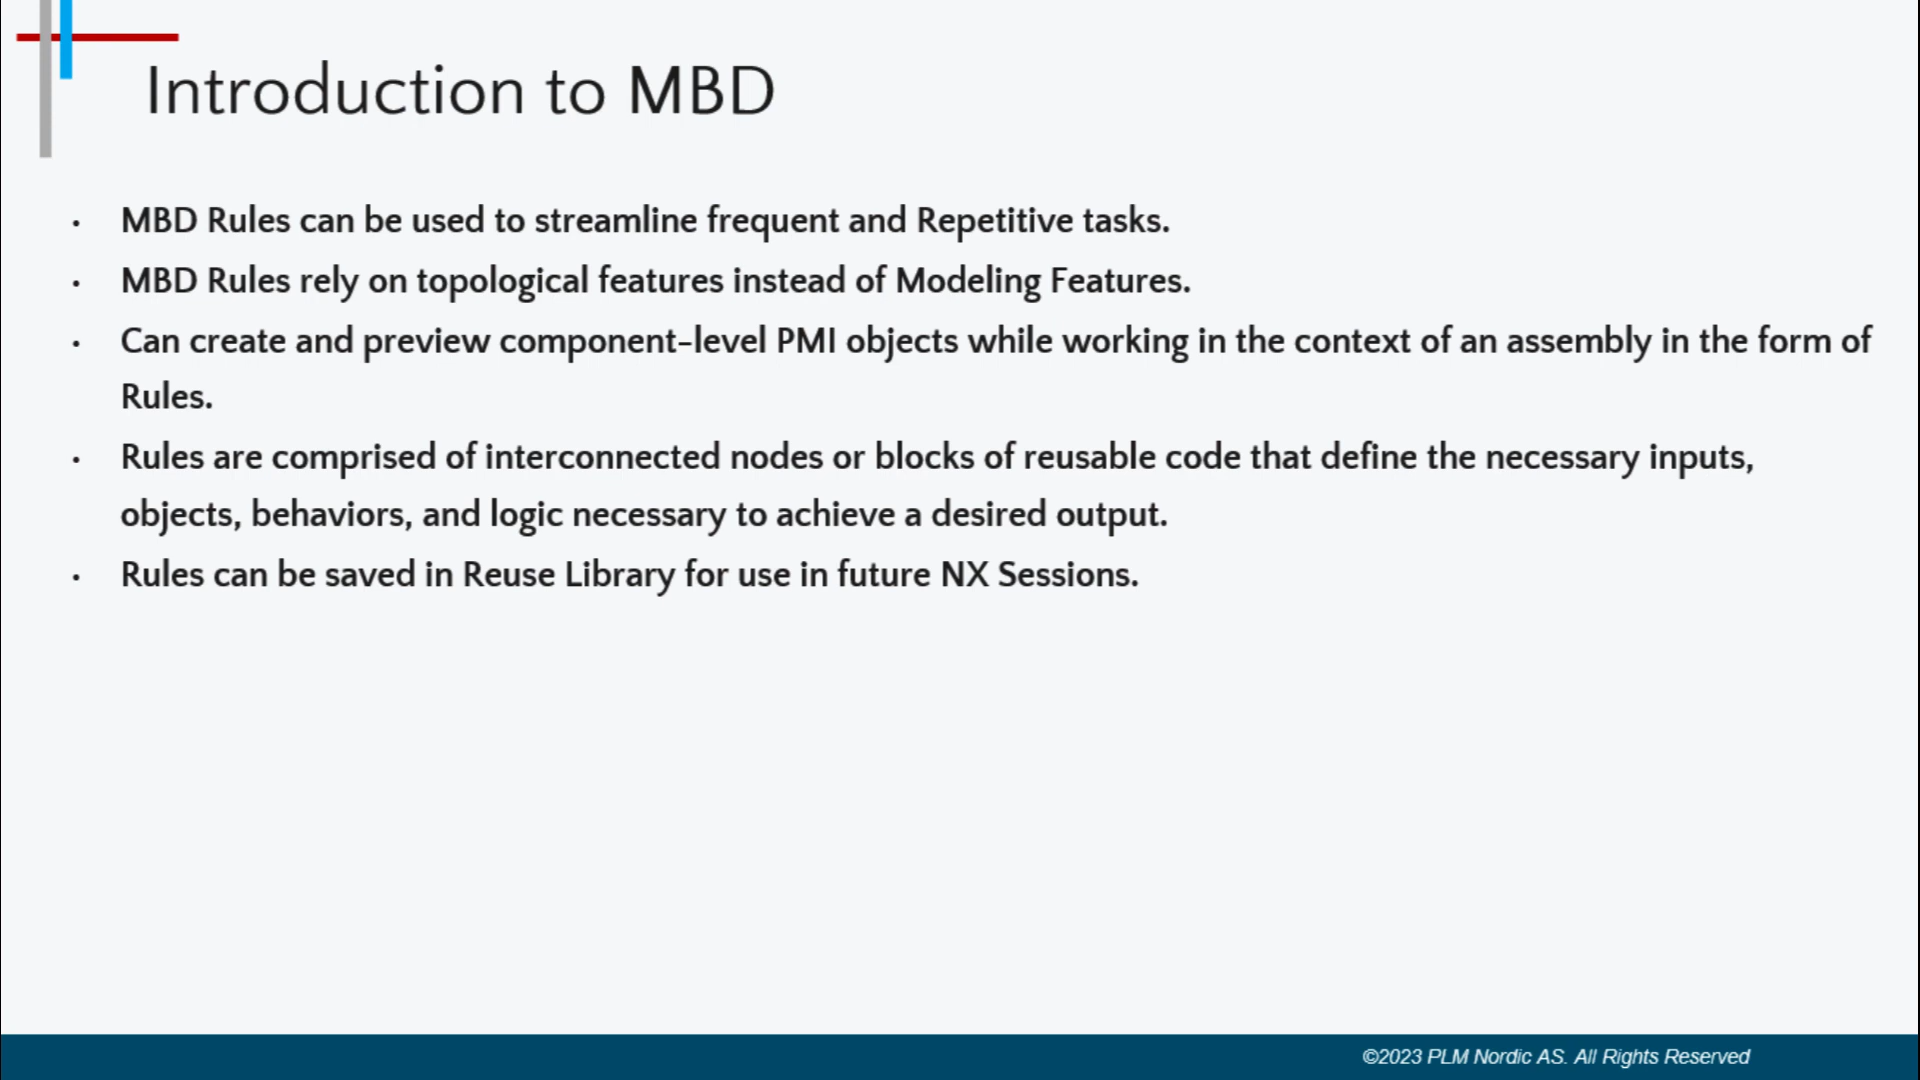 Introduction to MBD
• MBD Rules can be used to streamline frequent and Repetitive tasks.
• MBD Rules rely on topological features instead of Modeling Features.
• Can create and preview component-level PMI objects while working in the context of an assembly in the form of
Rules.
• Rules are comprised of interconnected nodes or blocks of reusable code that define the necessary inputs,
objects, behaviors, and logic necessary to achieve a desired output.
• Rules can be saved in Reuse Library for use in future NX Sessions.
©2023 PLM Nordic AS. All Rights Reserved